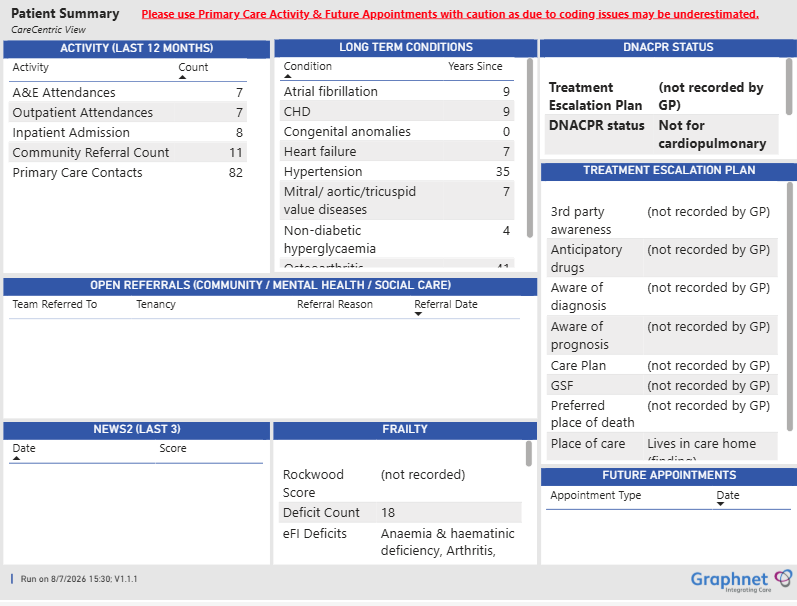 Patient Summary
Please use Primary Care Activity & Future Appointments with caution as due to coding issues may be underestimated.
CareCentric View
ACTIVITY (LAST 12 MONTHS)
Activity Count
A&E Attendances 7
Outpatient Attendances 7
Inpatient Admission 8
Community Referral Count 11
Primary Care Contacts 82
LONG TERM CONDITIONS
Condition Years Since
Atrial fibrillation 9
CHD 9
Congenital anomalies 0
Heart failure 7
Hypertension 35
Mitral/ aortic/tricuspid 7
value diseases
Non-diabetic 4
hyperglycaemia
Osteoarthritis 41
DNACPR STATUS
Treatment (not recorded by
Escalation Plan GP)
DNACPR status Not for
cardiopulmonary
TREATMENT ESCALATION PLAN
3rd party (not recorded by GP)
awareness
Anticipatory (not recorded by GP)
drugs
Aware of (not recorded by GP)
diagnosis
Aware of (not recorded by GP)
prognosis
Care Plan (not recorded by GP)
GSF (not recorded by GP)
Preferred (not recorded by GP)
place of death
Place of care Lives in care home
(finding)
OPEN REFERRALS (COMMUNITY / MENTAL HEALTH / SOCIAL CARE)
Team Referred To Tenancy Referral Reason Referral Date
NEWS2 (LAST 3)
Date Score
FRAILTY
Rockwood (not recorded)
Score
Deficit Count 18
eFI Deficits Anaemia & haematinic
deficiency, Arthritis,
FUTURE APPOINTMENTS
Appointment Type Date
Run on 8/7/2026 15:30; V1.1.1
Graphnet
Integrating Care